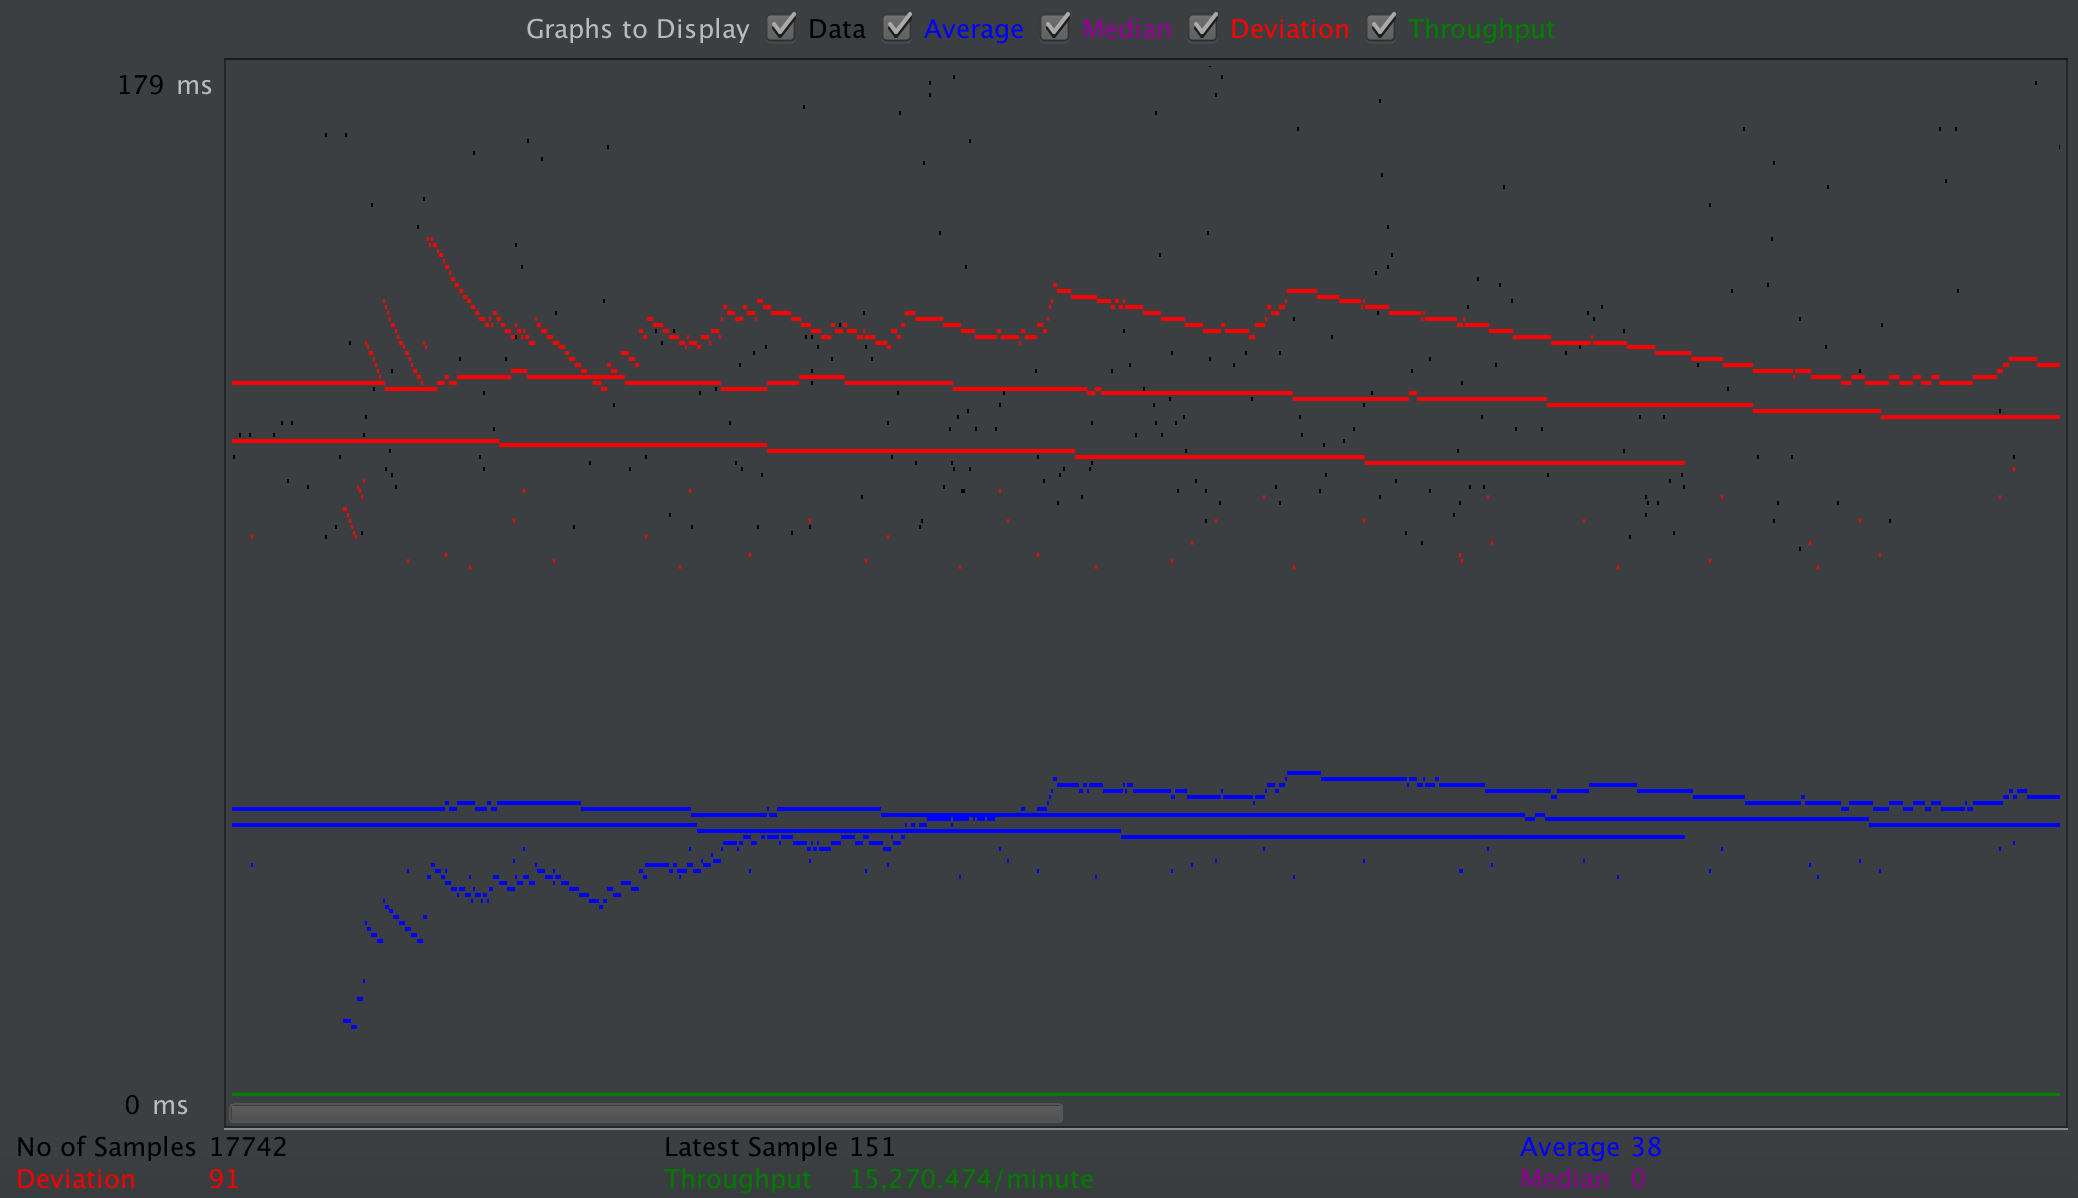 Graphs to Display Data Average Median Deviation Throughput
179 ms
0 ms
No of Samples 17742 Latest Sample 151 Average 38
Deviation 91 Throughput 15,270.474/minute Median 0